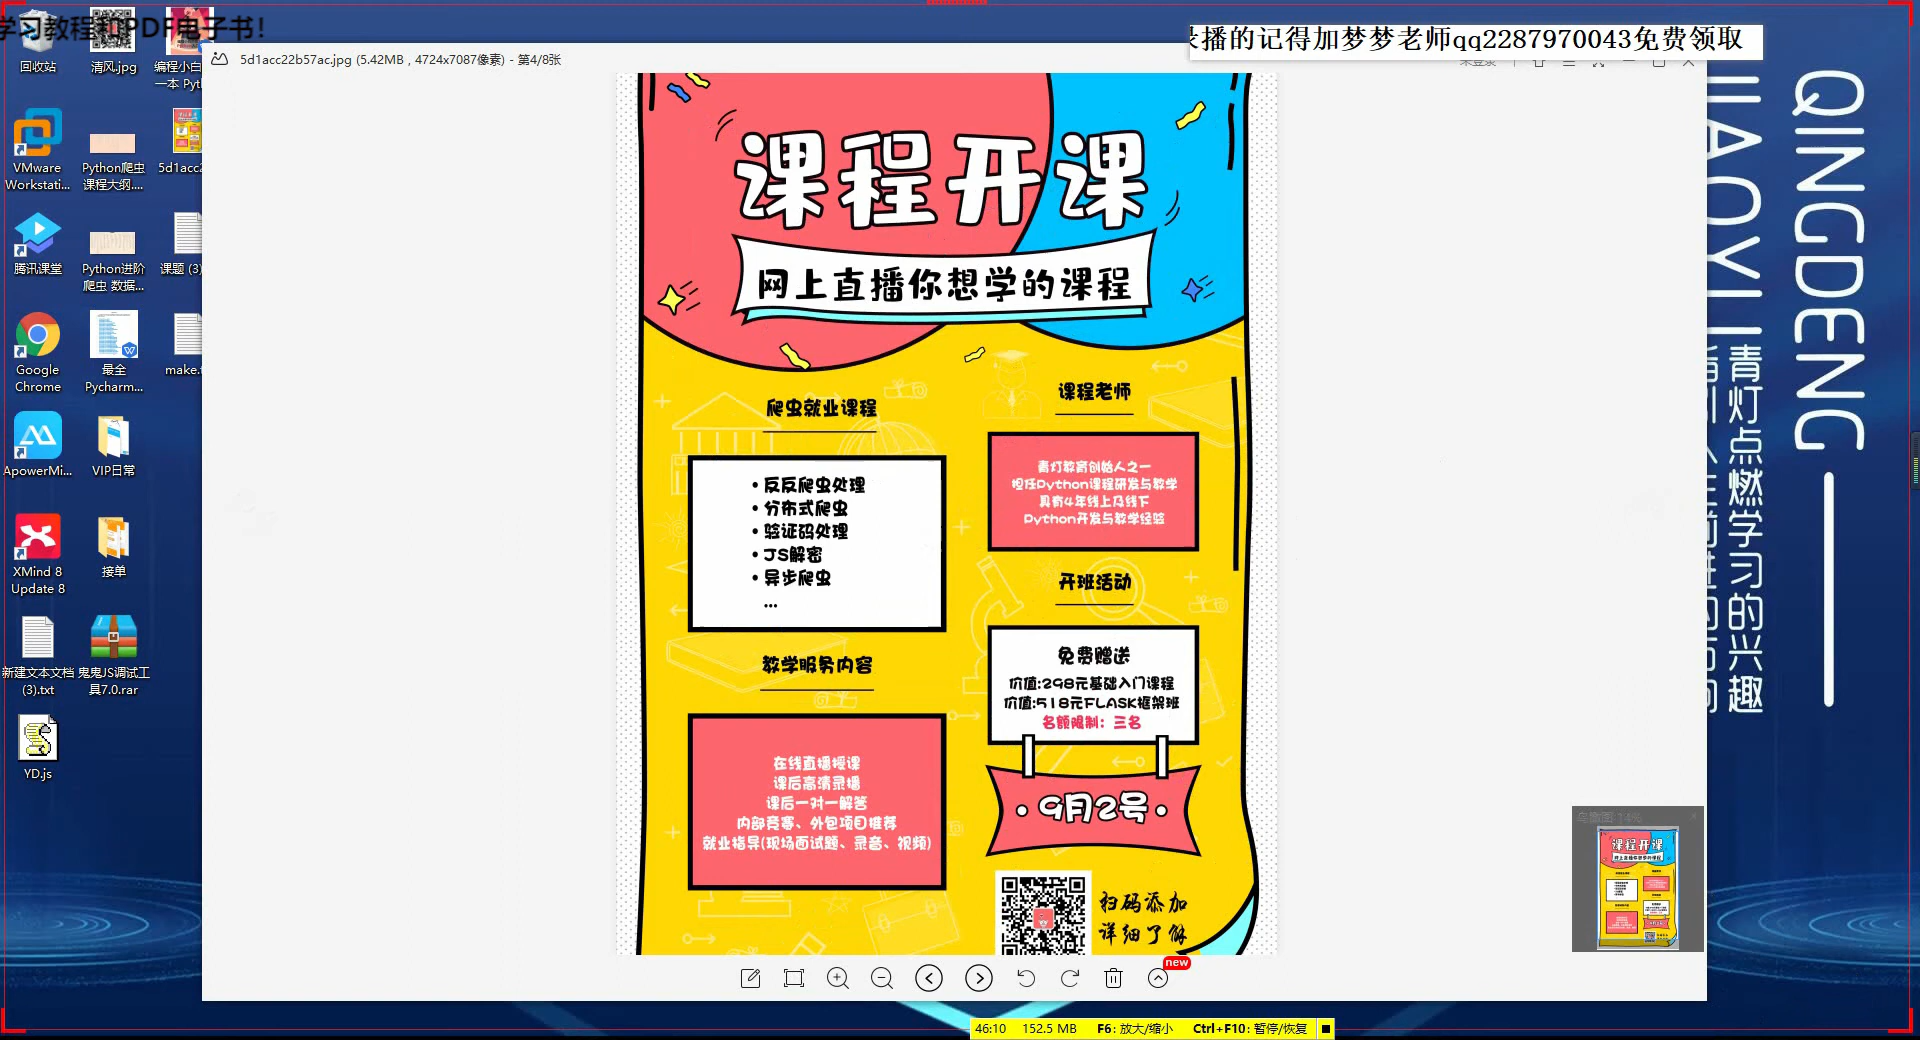 学习教程和PDF电子书！
录播的记得加梦梦老师qq2287970043免费领取
5d1acc22b57ac.jpg (5.42MB , 4724x7087像素) - 第4/8张
未登录
回收站
清风.jpg
编程小白
一本 Pyth
VMware
Workstati...
Python爬虫
课程大纲....
5d1acc2
腾讯课堂
Python进阶
爬虫 数据...
课题 (3)
Google
Chrome
最全
Pycharm...
make.t
ApowerMi...
VIP日常
XMind 8
Update 8
接单
新建文本文档
(3).txt
鬼鬼JS调试工
具7.0.rar
YD.js
课程开课
网上直播你想学的课程
爬虫就业课程
• 反反爬虫处理
• 分布式爬虫
• 验证码处理
• JS解密
• 异步爬虫
...
教学服务内容
在线直播授课
课后高清录播
课后一对一解答
内部竞赛、外包项目推荐
就业指导(现场面试题、录音、视频)
课程老师
青灯教育创始人之一
担任Python课程研发与教学
具有4年线上及线下
Python开发与教学经验
开班活动
免费赠送
价值:298元基础入门课程
价值:518元FLASK框架班
名额限制：三名
•9月2号•
扫码添加
详细了解
鸟瞰图 14%
new
46:10 152.5 MB F6: 放大/缩小 Ctrl+F10: 暂停/恢复
QINGDENG
JIAOYU
青灯点燃学习的兴趣